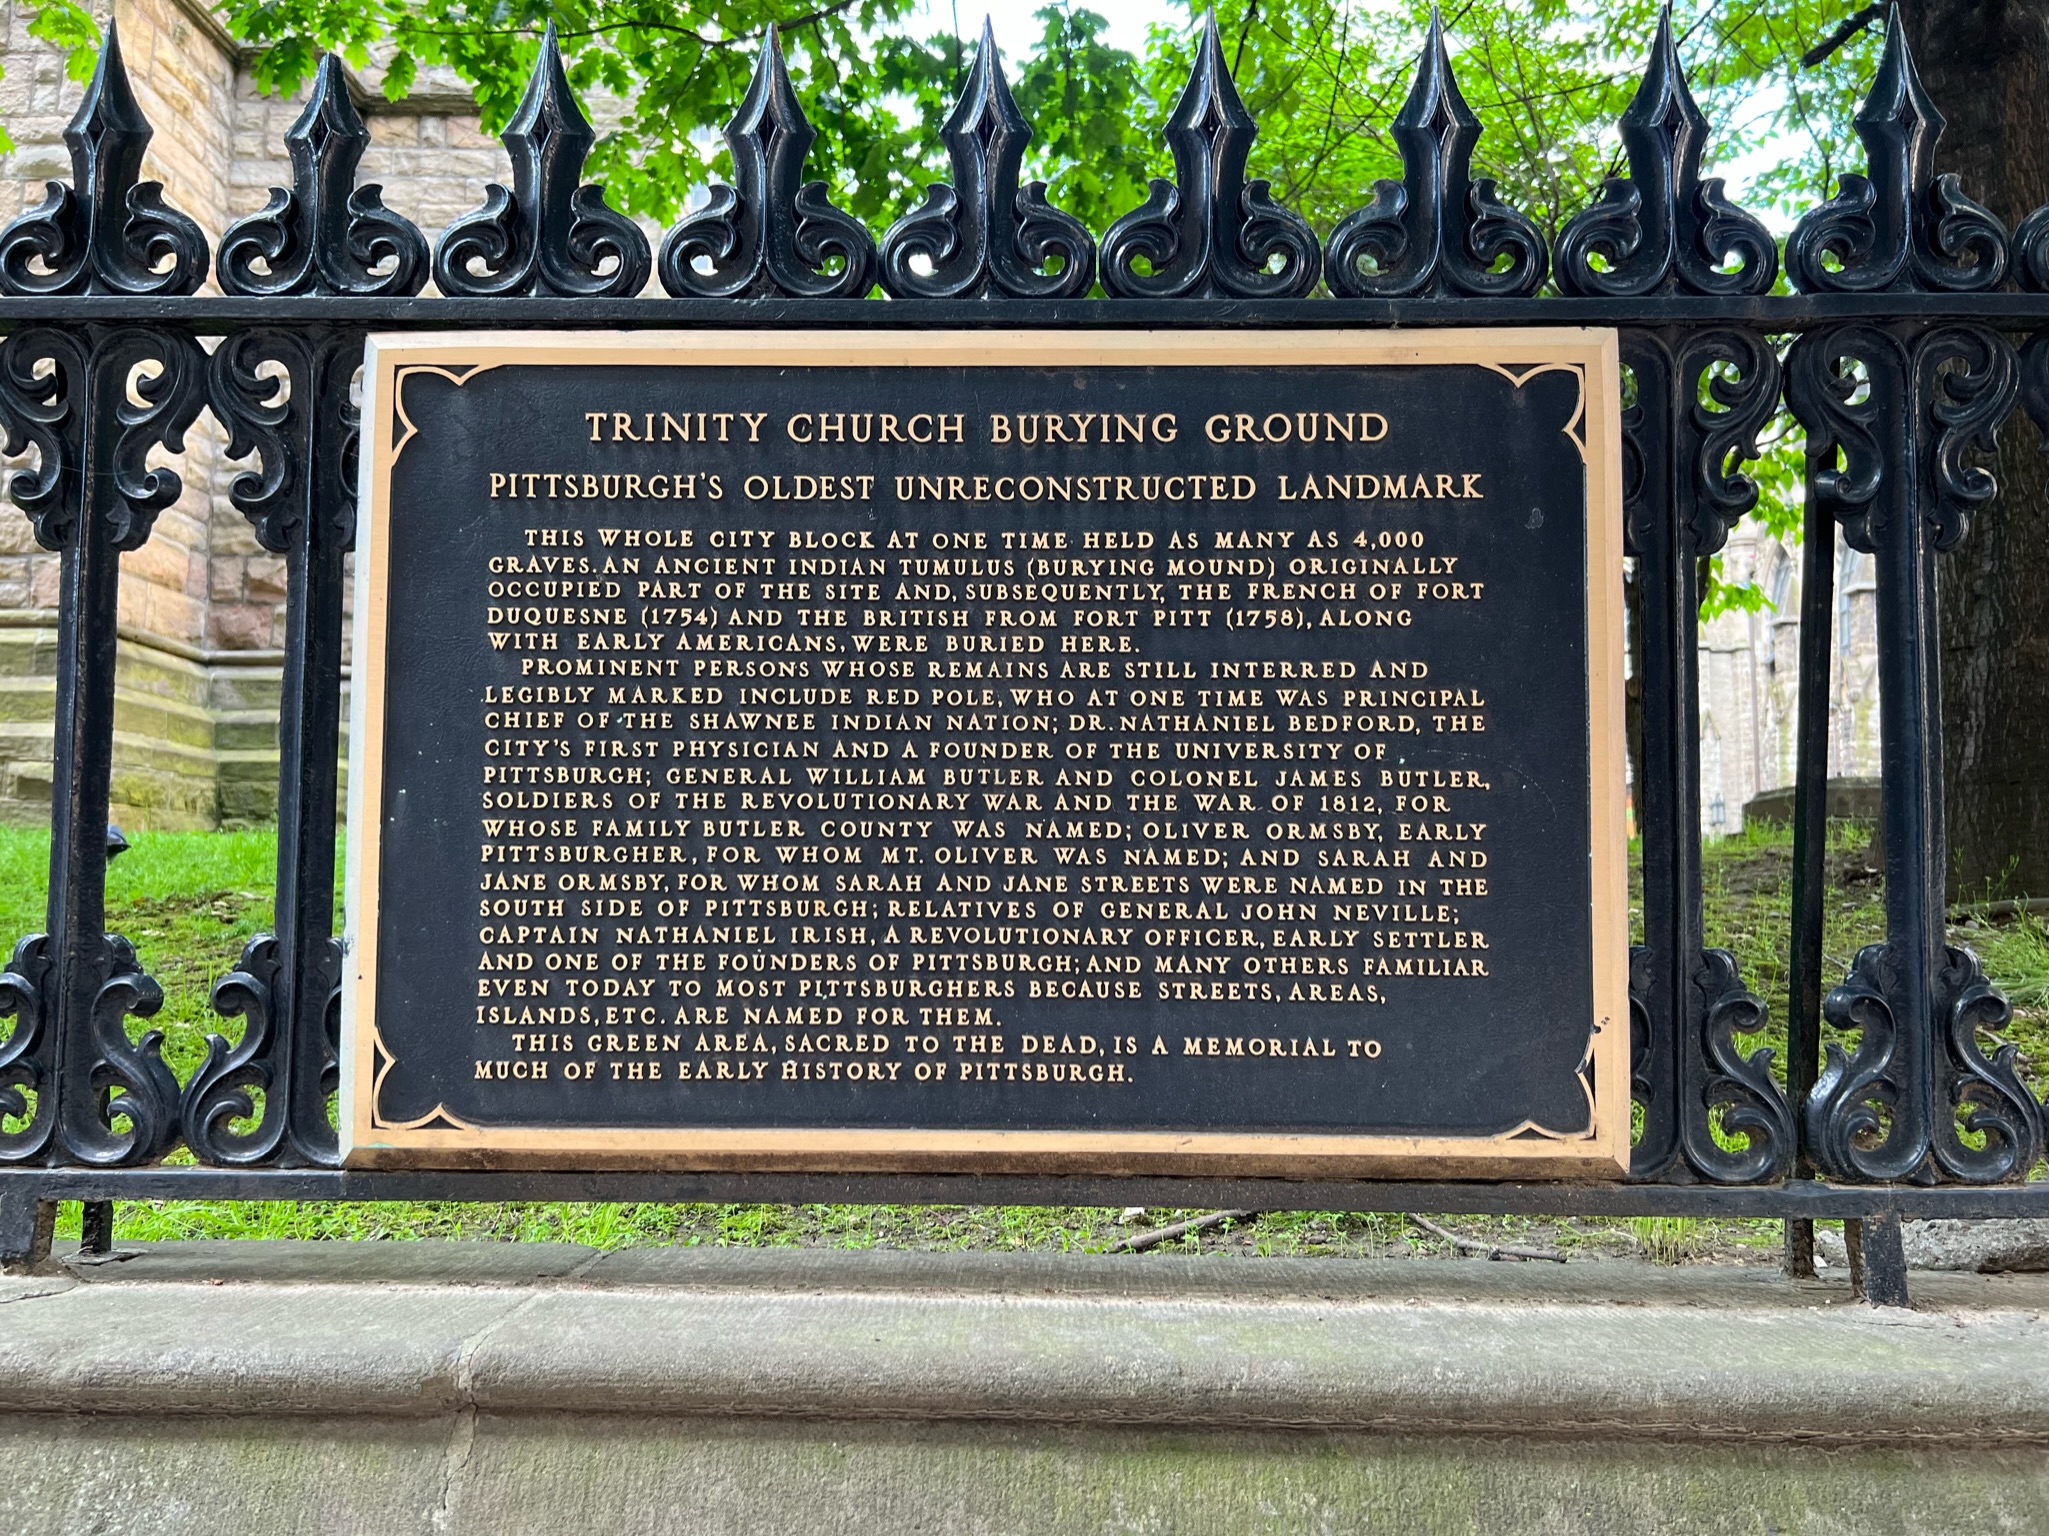 TRINITY CHURCH BURYING GROUND
PITTSBURGH'S OLDEST UNRECONSTRUCTED LANDMARK
THIS WHOLE CITY BLOCK AT ONE TIME HELD AS MANY AS 4,000
GRAVES. AN ANCIENT INDIAN TUMULUS (BURYING MOUND) ORIGINALLY
OCCUPIED PART OF THE SITE AND, SUBSEQUENTLY, THE FRENCH OF FORT
DUQUESNE (1754) AND THE BRITISH FROM FORT PITT (1758), ALONG
WITH EARLY AMERICANS, WERE BURIED HERE.
PROMINENT PERSONS WHOSE REMAINS ARE STILL INTERRED AND
LEGIBLY MARKED INCLUDE RED POLE, WHO AT ONE TIME WAS PRINCIPAL
CHIEF OF THE SHAWNEE INDIAN NATION; DR. NATHANIEL BEDFORD, THE
CITY'S FIRST PHYSICIAN AND A FOUNDER OF THE UNIVERSITY OF
PITTSBURGH; GENERAL WILLIAM BUTLER AND COLONEL JAMES BUTLER,
SOLDIERS OF THE REVOLUTIONARY WAR AND THE WAR OF 1812, FOR
WHOSE FAMILY BUTLER COUNTY WAS NAMED; OLIVER ORMSBY, EARLY
PITTSBURGHER, FOR WHOM MT. OLIVER WAS NAMED; AND SARAH AND
JANE ORMSBY, FOR WHOM SARAH AND JANE STREETS WERE NAMED IN THE
SOUTH SIDE OF PITTSBURGH; RELATIVES OF GENERAL JOHN NEVILLE;
CAPTAIN NATHANIEL IRISH, A REVOLUTIONARY OFFICER, EARLY SETTLER
AND ONE OF THE FOUNDERS OF PITTSBURGH; AND MANY OTHERS FAMILIAR
EVEN TODAY TO MOST PITTSBURGHERS BECAUSE STREETS, AREAS,
ISLANDS, ETC. ARE NAMED FOR THEM.
THIS GREEN AREA, SACRED TO THE DEAD, IS A MEMORIAL TO
MUCH OF THE EARLY HISTORY OF PITTSBURGH.